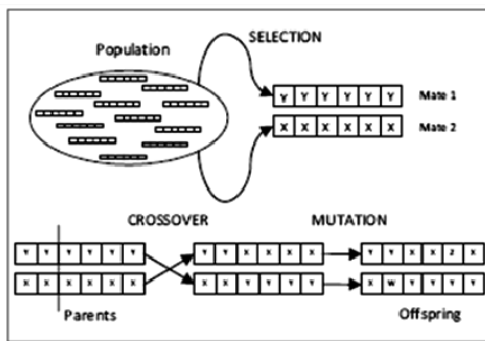 Population
SELECTION
Y Y Y Y Y Y Mate 1
X X X X X X Mate 2
CROSSOVER MUTATION
Y Y Y Y Y Y
Y Y X X X X
Y Y X X Z X
X X X X X X
X X Y Y Y Y
X W Y Y Y Y
Parents
Offspring